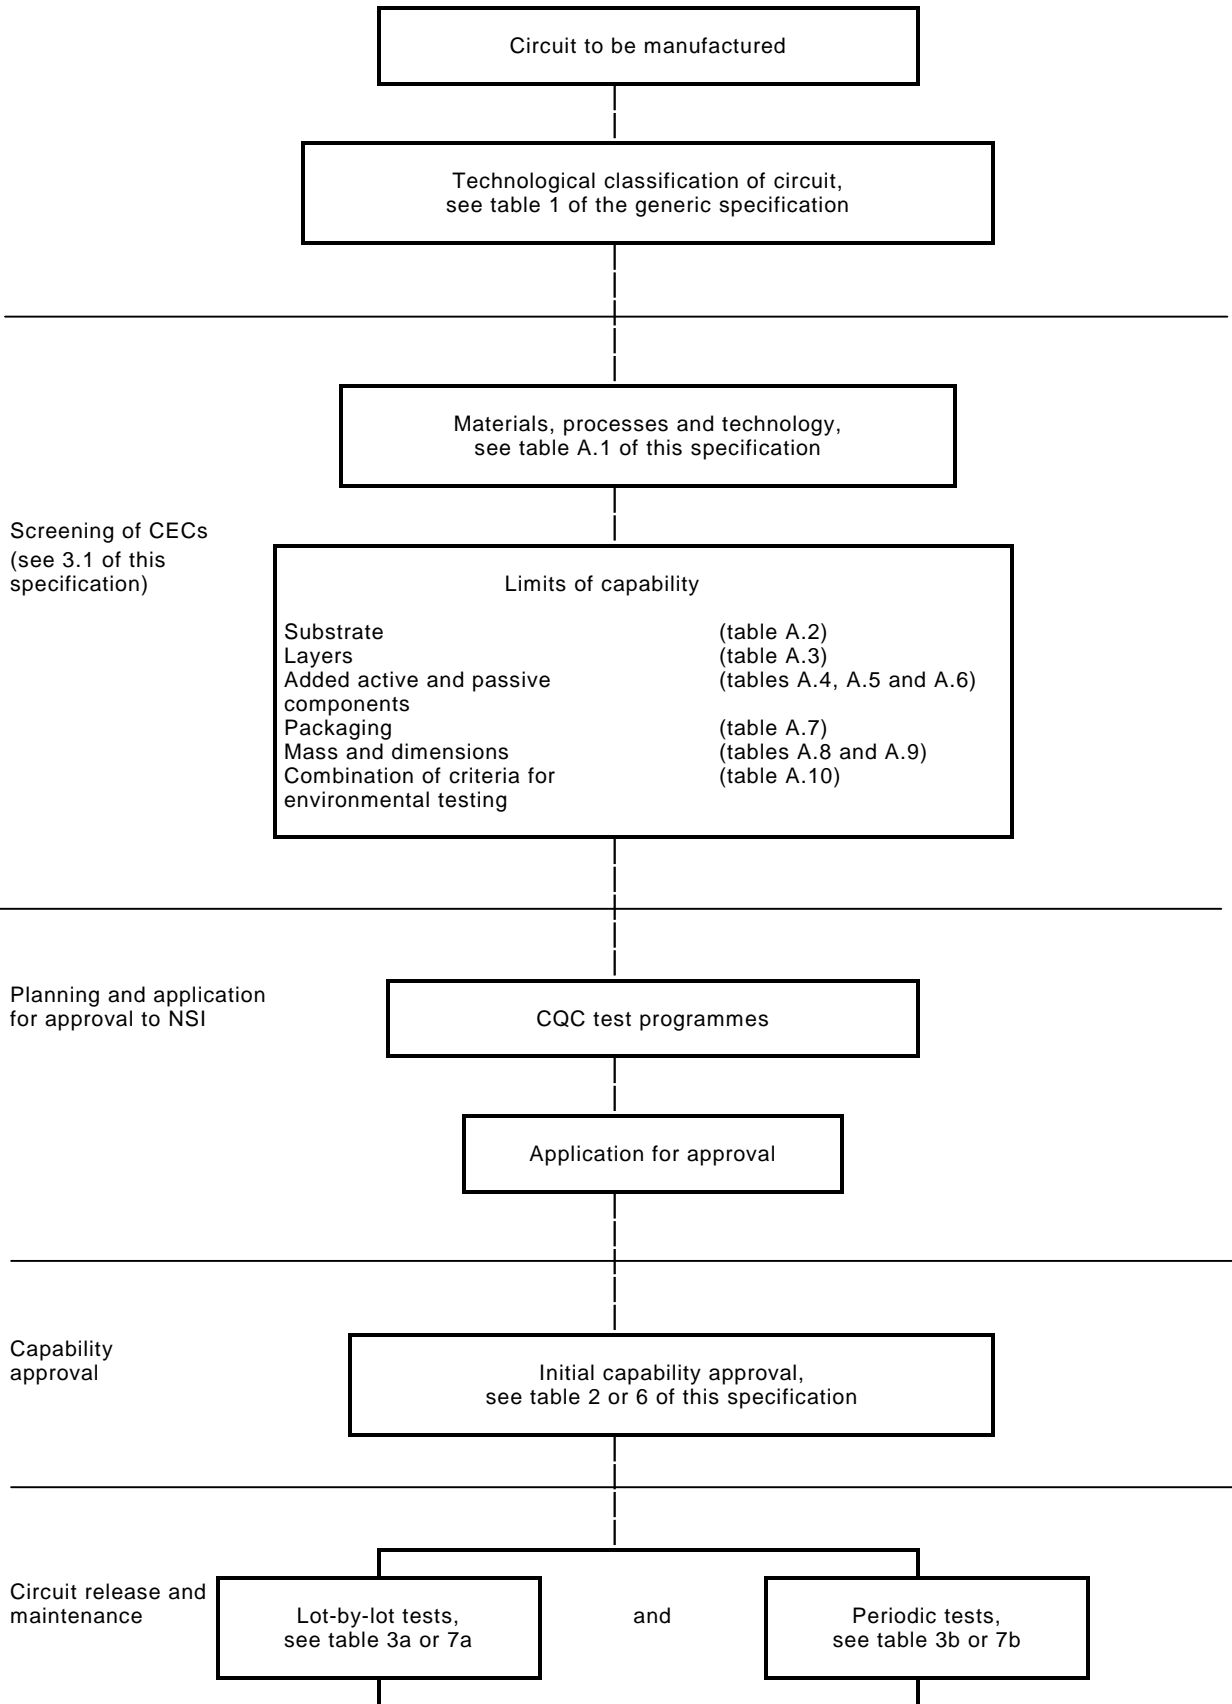 Circuit to be manufactured
Technological classification of circuit,
see table 1 of the generic specification
Materials, processes and technology,
see table A.1 of this specification
Screening of CECs
(see 3.1 of this
specification)
Limits of capability
Substrate (table A.2)
Layers (table A.3)
Added active and passive (tables A.4, A.5 and A.6)
components
Packaging (table A.7)
Mass and dimensions (tables A.8 and A.9)
Combination of criteria for (table A.10)
environmental testing
Planning and application
for approval to NSI
CQC test programmes
Application for approval
Capability
approval
Initial capability approval,
see table 2 or 6 of this specification
Circuit release and
maintenance
Lot-by-lot tests,
see table 3a or 7a
and
Periodic tests,
see table 3b or 7b